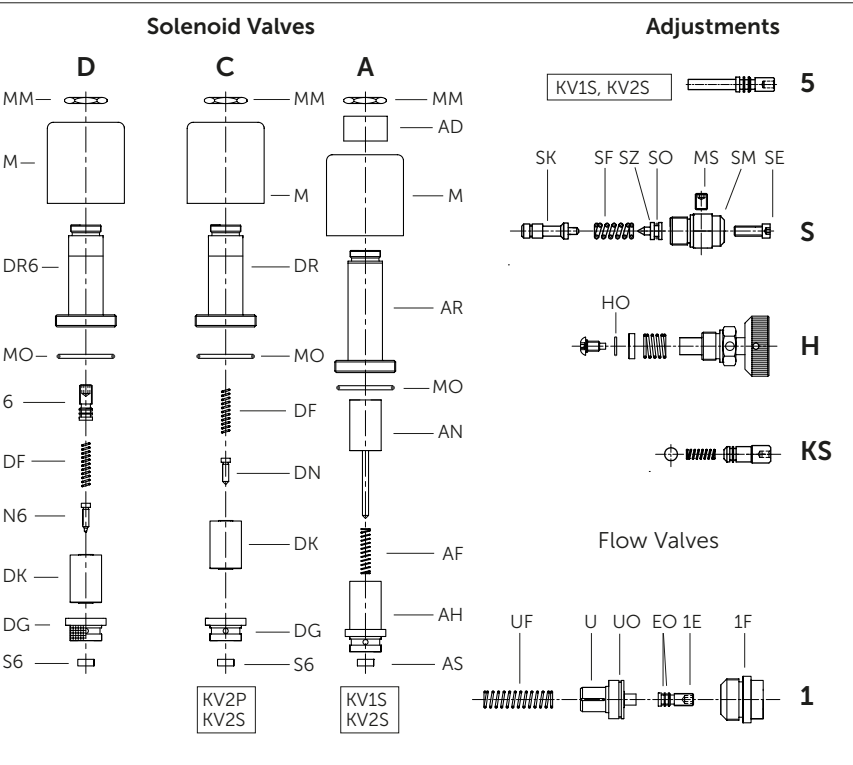 Solenoid Valves
Adjustments
D C A
MM MM MM
AD
M M M
DR6 DR AR
MO MO MO
6 DF AN
DF DN
N6 DK AF
DK AH
DG DG
S6 S6 AS
KV2P
KV2S
KV1S
KV2S
KV1S, KV2S 5
SK SF SZ SO MS SM SE
S
HO
H
KS
Flow Valves
UF U UO EO 1E 1F
1